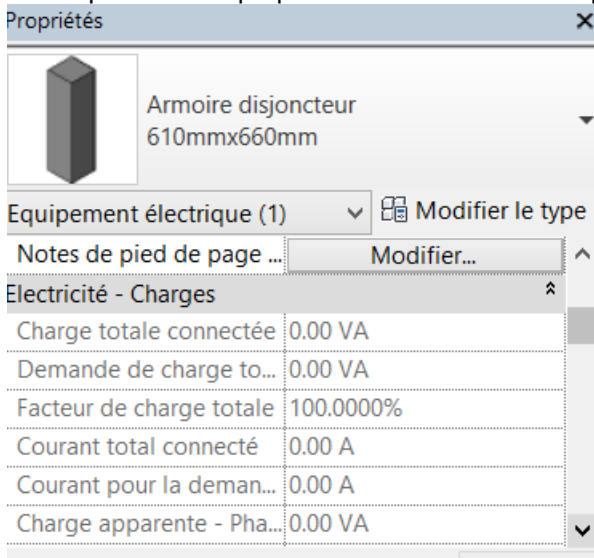 Propriétés
Armoire disjoncteur
610mmx660mm
Equipement électrique (1)
Modifier le type
Notes de pied de page ... Modifier...
Electricité - Charges
Charge totale connectée 0.00 VA
Demande de charge to... 0.00 VA
Facteur de charge totale 100.0000%
Courant total connecté 0.00 A
Courant pour la deman... 0.00 A
Charge apparente - Pha... 0.00 VA